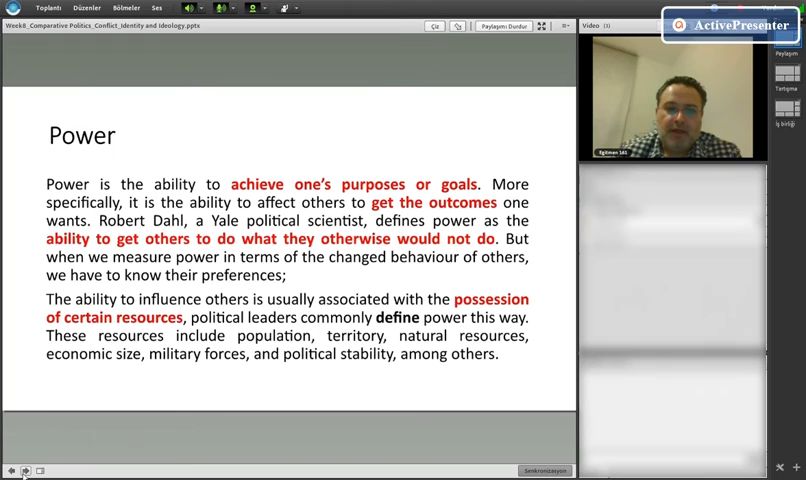 Toplantı Düzenler Bölmeler Ses
ActivePresenter
Week8_Comparative Politics_Conflict_Identity and Ideology.pptx
Çiz
Paylaşımı Durdur
Video (3)
Paylaşım
Tartışma
İş birliği
Eğitmen 161
Power
Power is the ability to achieve one's purposes or goals. More
specifically, it is the ability to affect others to get the outcomes one
wants. Robert Dahl, a Yale political scientist, defines power as the
ability to get others to do what they otherwise would not do. But
when we measure power in terms of the changed behaviour of others,
we have to know their preferences;
The ability to influence others is usually associated with the possession
of certain resources, political leaders commonly define power this way.
These resources include population, territory, natural resources,
economic size, military forces, and political stability, among others.
Senkronizasyon